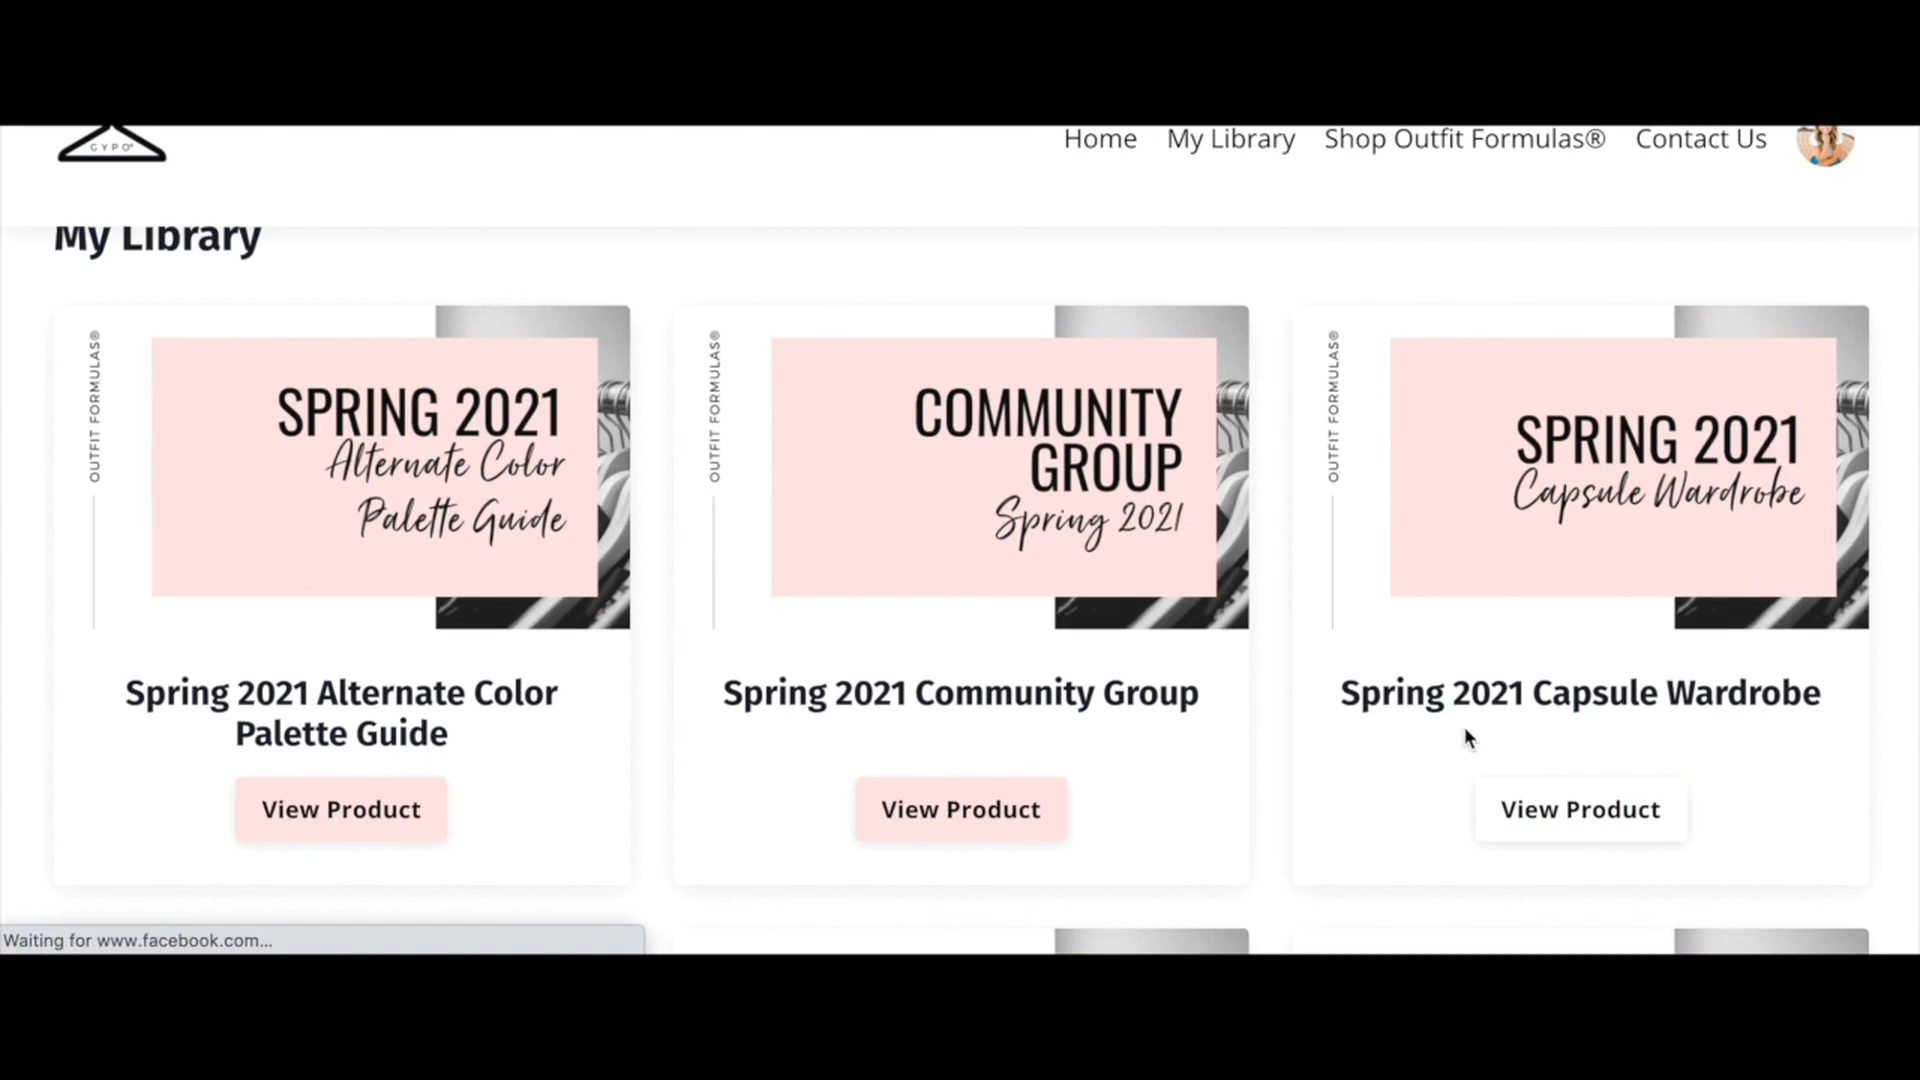 GYPO®
Home My Library Shop Outfit Formulas® Contact Us
My Library
OUTFIT FORMULAS®
SPRING 2021
Alternate Color
Palette Guide
OUTFIT FORMULAS®
COMMUNITY
GROUP
Spring 2021
OUTFIT FORMULAS®
SPRING 2021
Capsule Wardrobe
Spring 2021 Alternate Color
Palette Guide
View Product
Spring 2021 Community Group
View Product
Spring 2021 Capsule Wardrobe
View Product
Waiting for www.facebook.com...